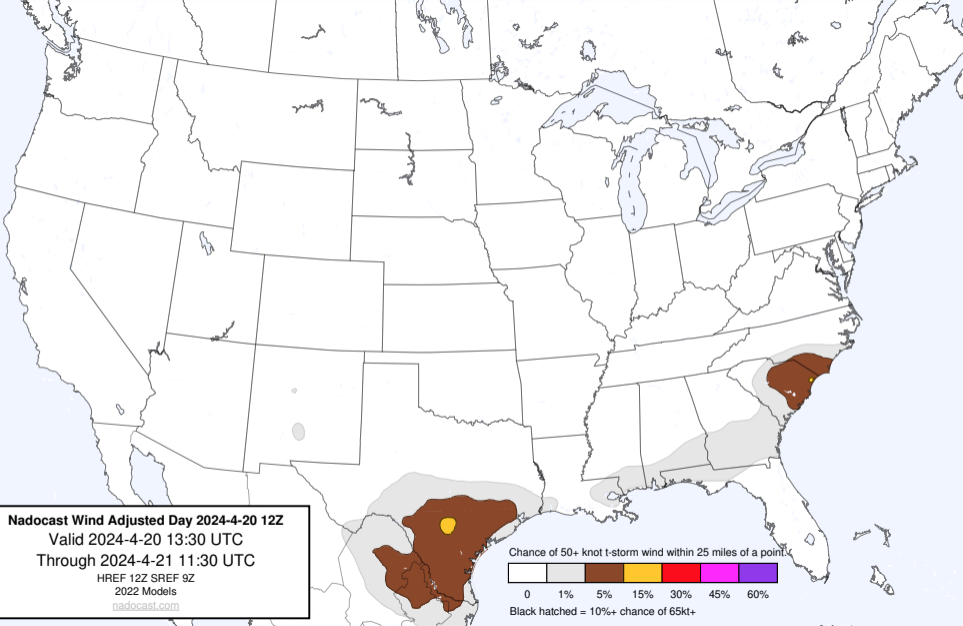 Nadocast Wind Adjusted Day 2024-4-20 12Z
Valid 2024-4-20 13:30 UTC
Through 2024-4-21 11:30 UTC
HREF 12Z SREF 9Z
2022 Models
nadocast.com
Chance of 50+ knot t-storm wind within 25 miles of a point.
0 1% 5% 15% 30% 45% 60%
Black hatched = 10%+ chance of 65kt+